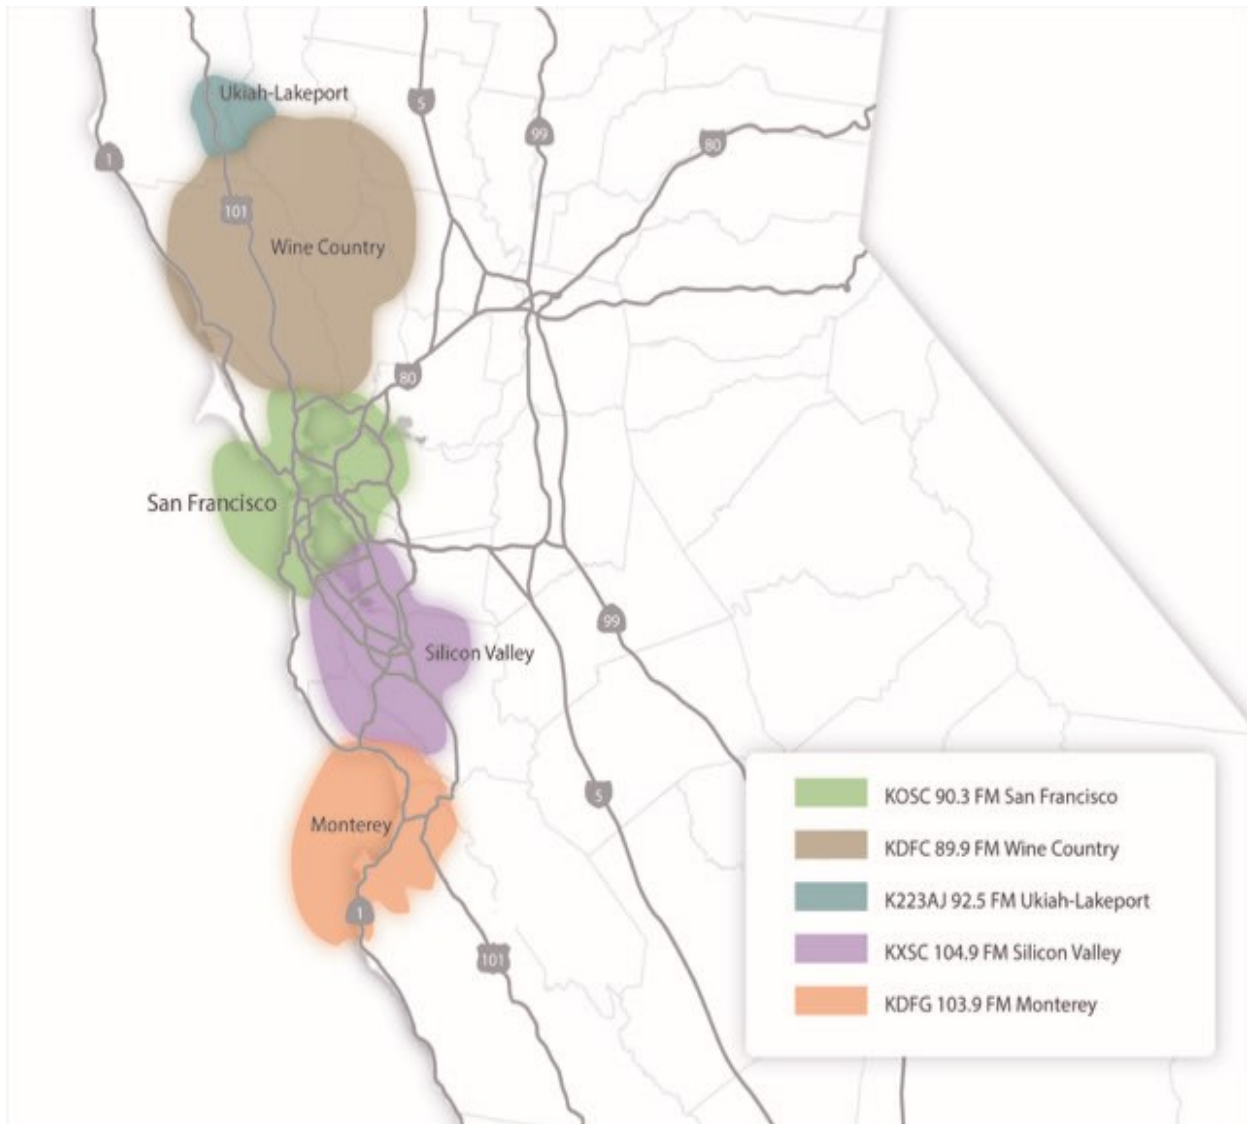 Ukiah-Lakeport
5
99
80
1
101
Wine Country
80
San Francisco
99
Silicon Valley
5
Monterey
1
101
KOSC 90.3 FM San Francisco
KDFC 89.9 FM Wine Country
K223AJ 92.5 FM Ukiah-Lakeport
KXSC 104.9 FM Silicon Valley
KDFG 103.9 FM Monterey